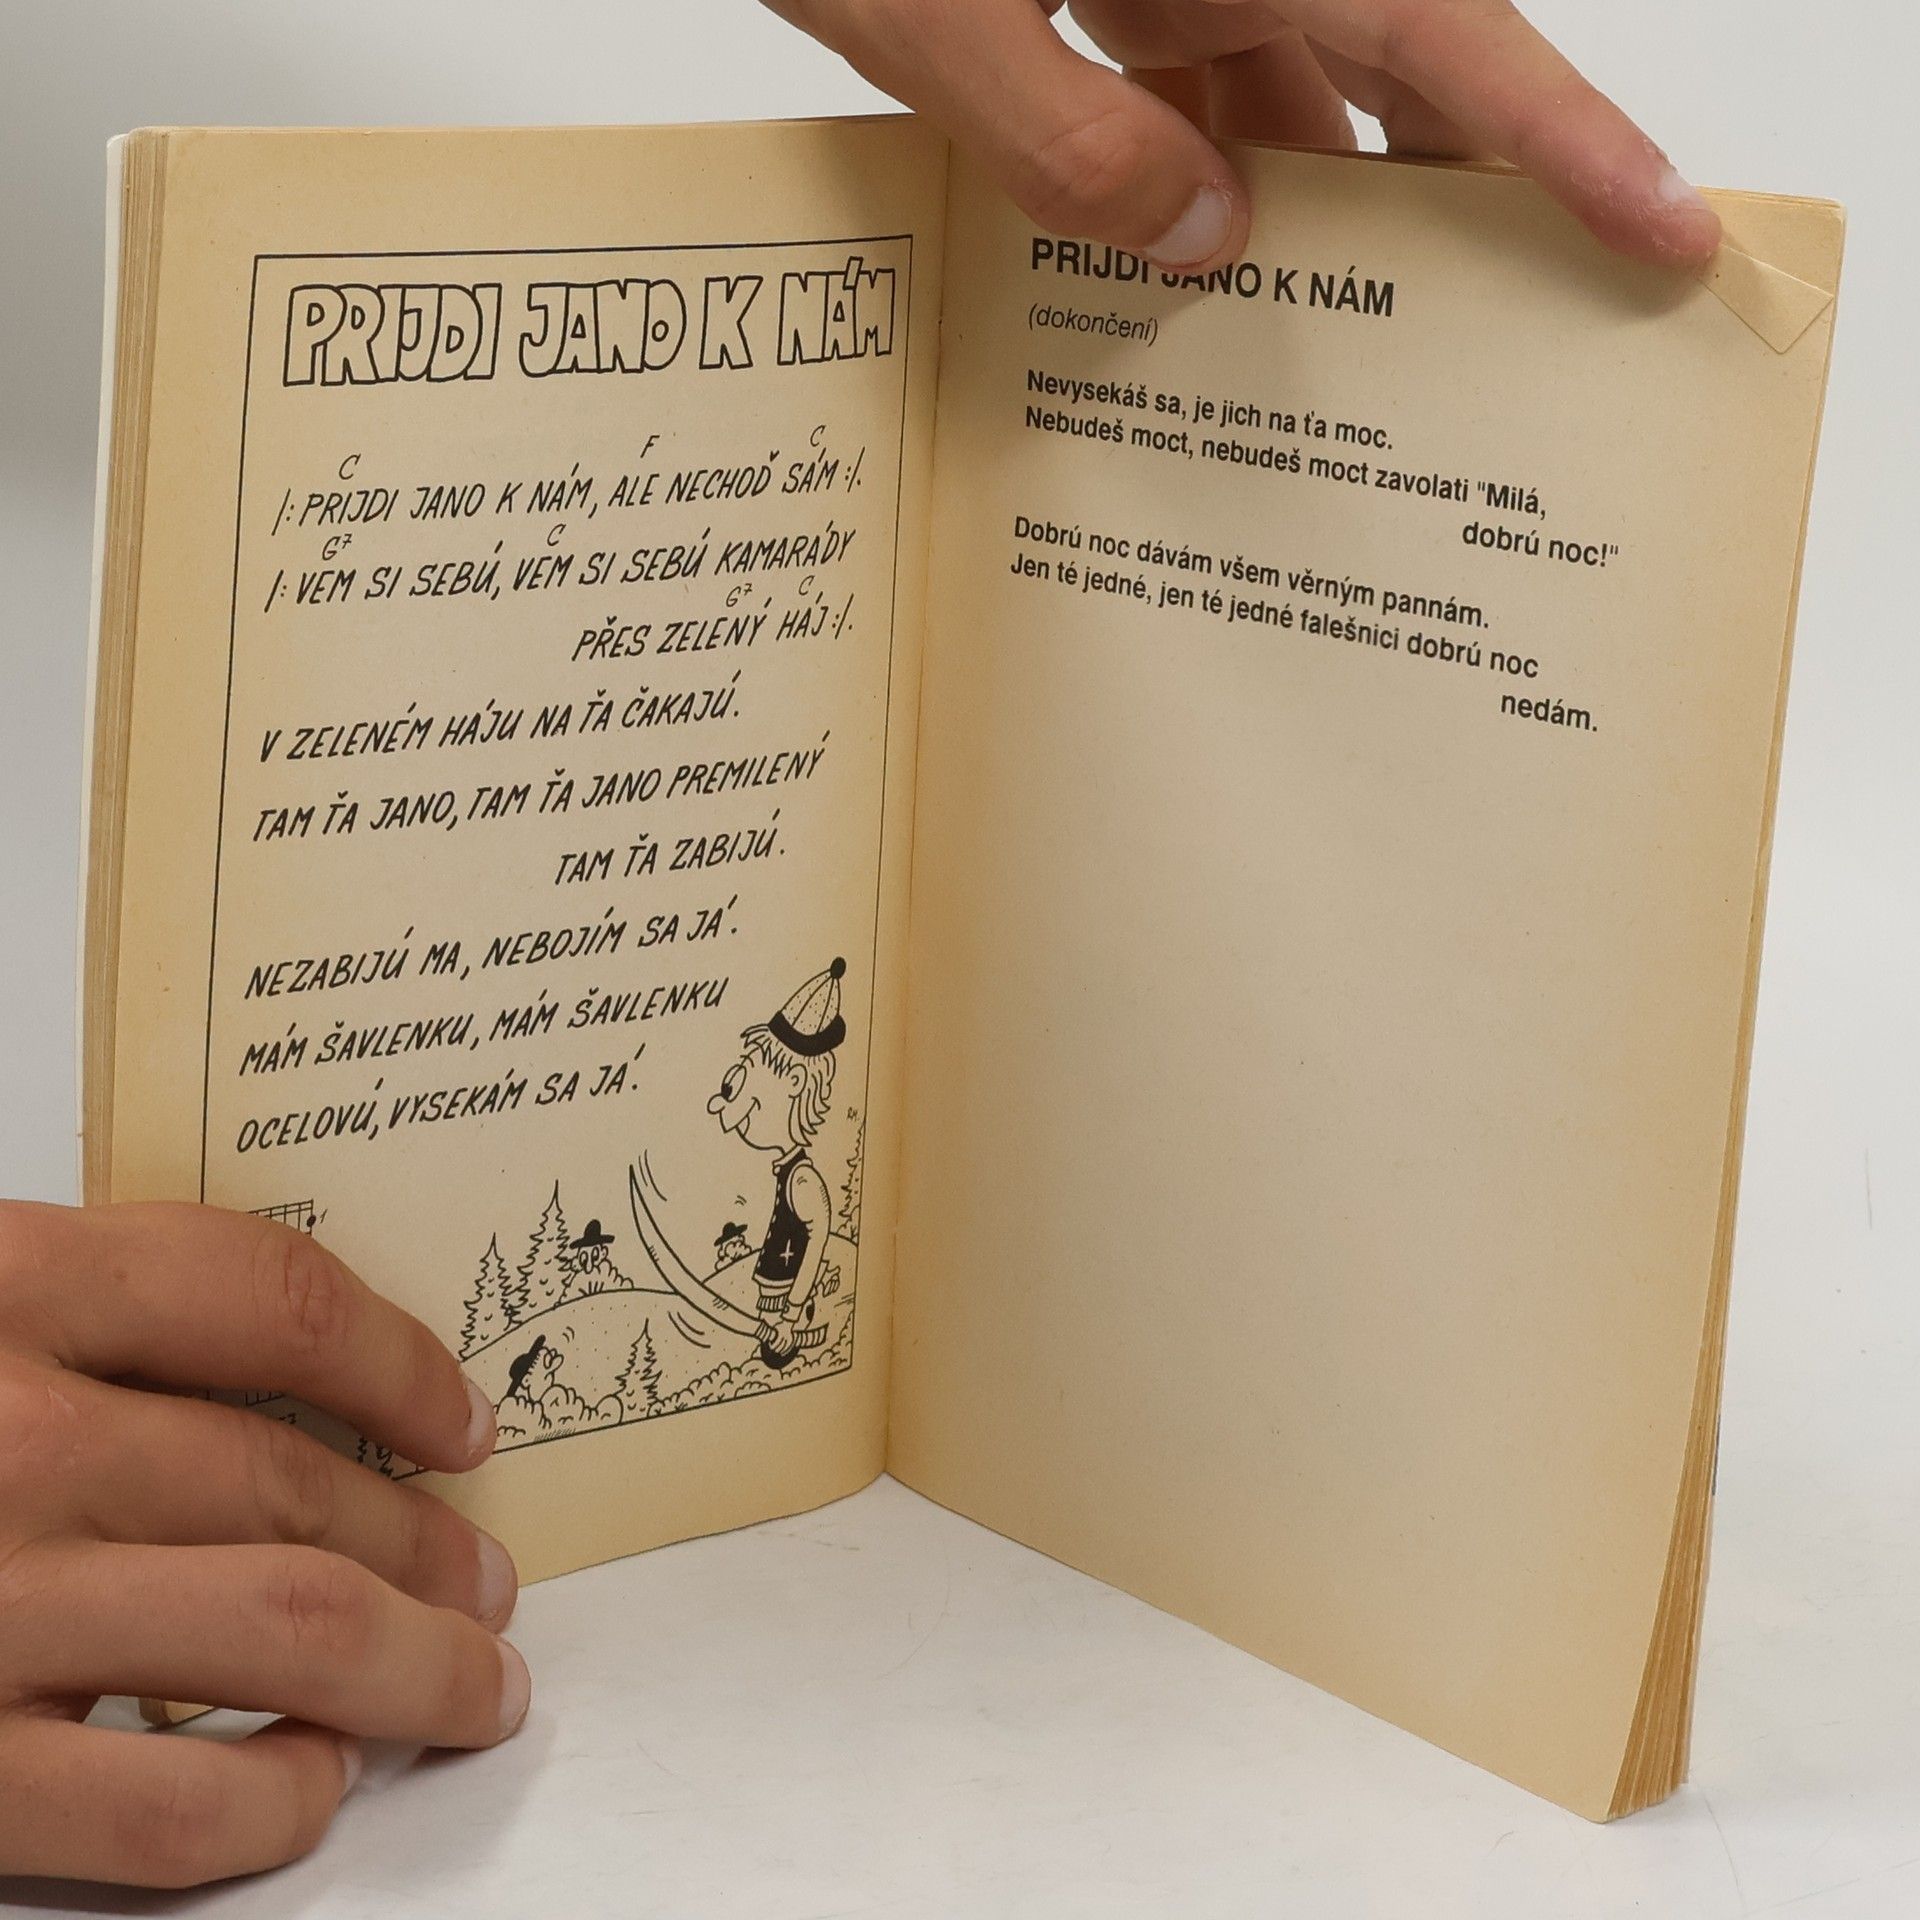 PRIJDI JANO K NÁM
C F C
/: PRIJDI JANO K NÁM, ALE NECHOĎ SÁM :/.
G7 C
/: VEM SI SEBÚ, VEM SI SEBÚ KAMARÁDY
G7 C
PŘES ZELENÝ HÁJ :/.
V ZELENÉM HÁJU NA ŤA ČAKAJÚ.
TAM ŤA JANO, TAM ŤA JANO PREMILENÝ
TAM ŤA ZABIJÚ.
NEZABIJÚ MA, NEBOJÍM SA JÁ.
MÁM ŠAVLENKU, MÁM ŠAVLENKU
OCELOVÚ, VYSEKÁM SA JÁ.
PRIJDI JANO K NÁM
(dokončení)
Nevysekáš sa, je jich na ťa moc.
Nebudeš moct, nebudeš moct zavolati "Milá,
dobrú noc!"
Dobrú noc dávám všem věrným pannám.
Jen té jedné, jen té jedné falešnici dobrú noc
nedám.